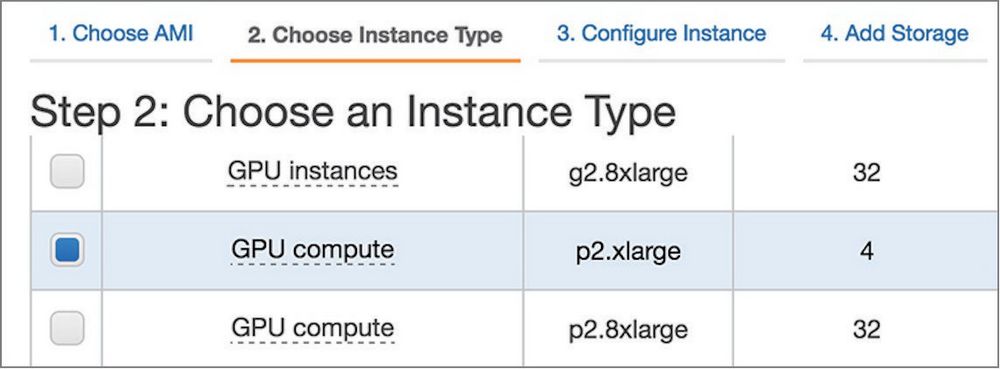 1. Choose AMI 2. Choose Instance Type 3. Configure Instance 4. Add Storage
Step 2: Choose an Instance Type
GPU instances g2.8xlarge 32
GPU compute p2.xlarge 4
GPU compute p2.8xlarge 32